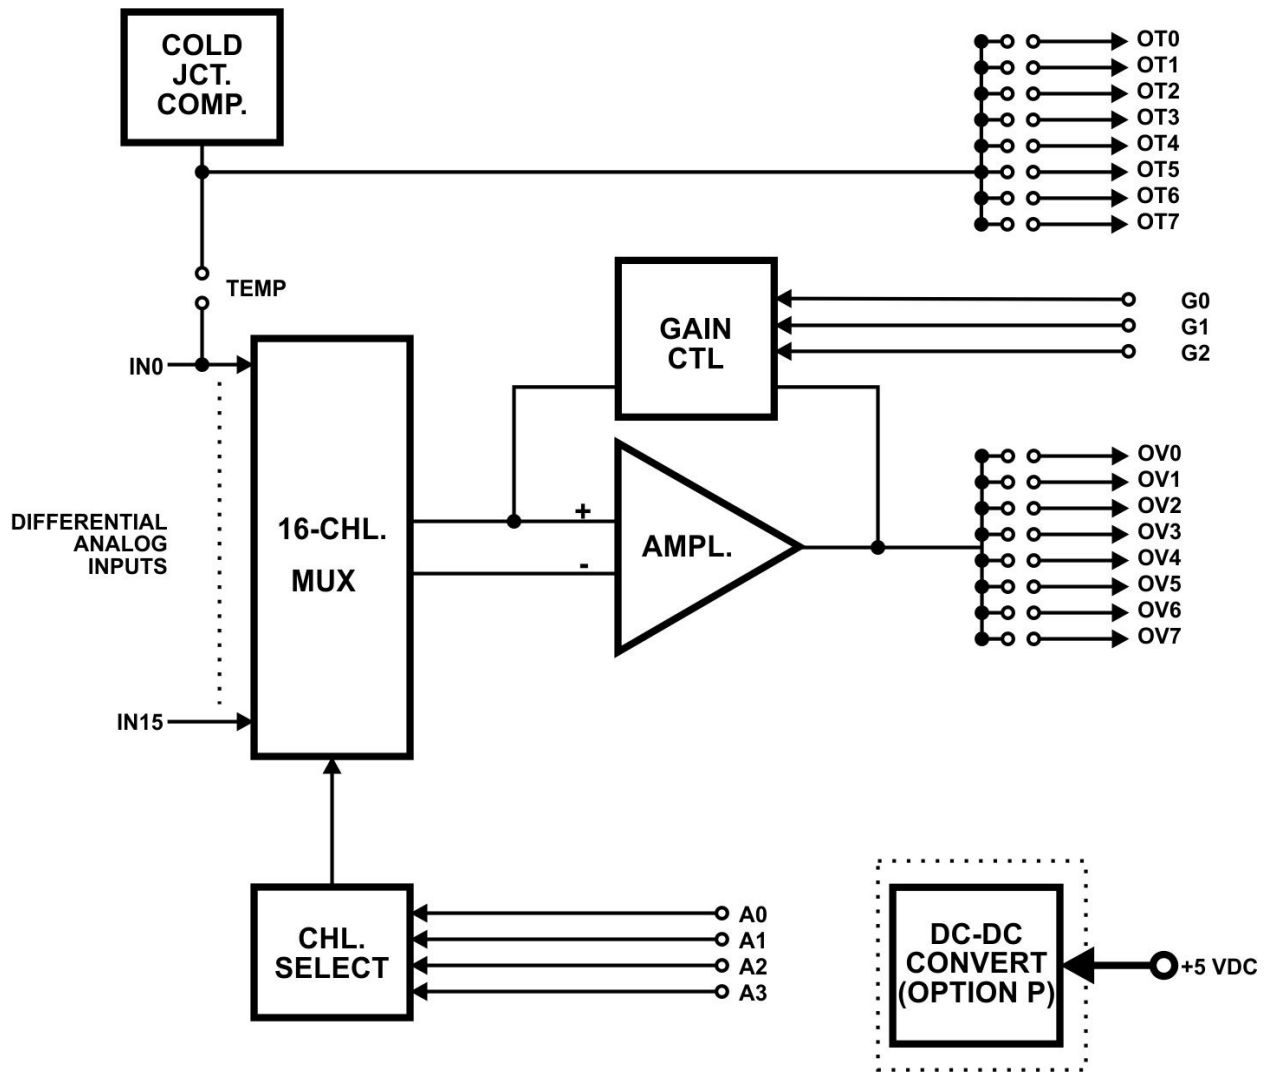 COLD
JCT.
COMP.
OT0
OT1
OT2
OT3
OT4
OT5
OT6
OT7
TEMP
GAIN
CTL
G0
G1
G2
IN0
DIFFERENTIAL
ANALOG
INPUTS
16-CHL.
MUX
+
-
AMPL.
OV0
OV1
OV2
OV3
OV4
OV5
OV6
OV7
IN15
CHL.
SELECT
A0
A1
A2
A3
DC-DC
CONVERT
(OPTION P)
+5 VDC